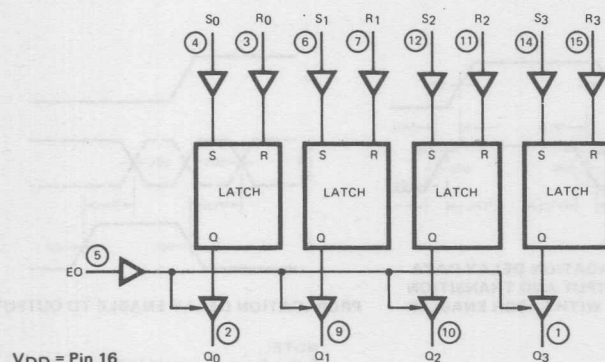 S0 R0 S1 R1 S2 R2 S3 R3
4 3 6 7 12 11 14 15
S R S R S R S R
LATCH LATCH LATCH LATCH
Q Q Q Q
5
EO
2 9 10 1
VDD = Pin 16
Q0 Q1 Q2 Q3